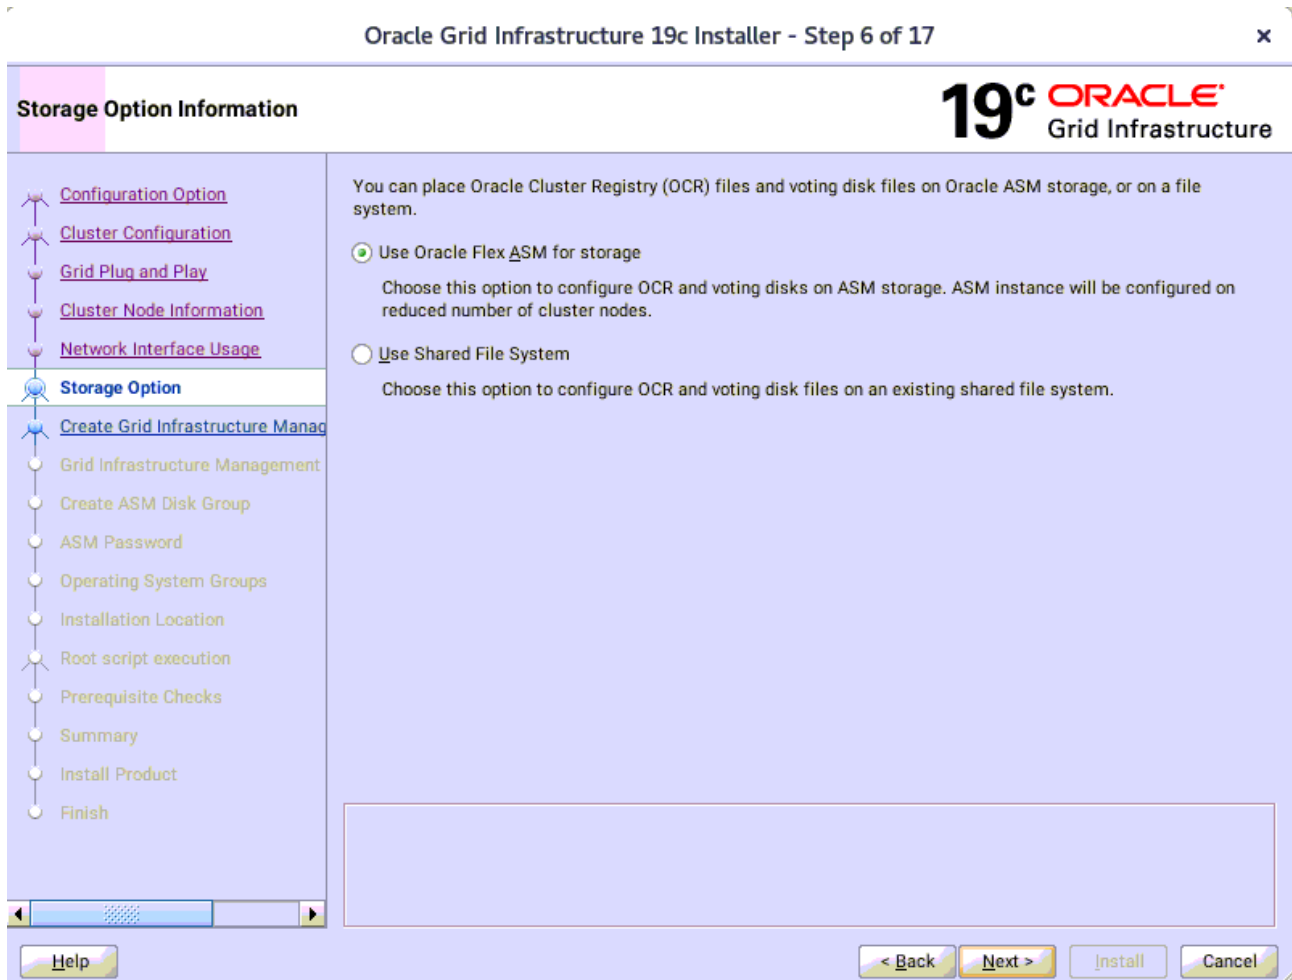 Oracle Grid Infrastructure 19c Installer - Step 6 of 17
Storage Option Information
19c ORACLE
Grid Infrastructure
Configuration Option
Cluster Configuration
Grid Plug and Play
Cluster Node Information
Network Interface Usage
Storage Option
Create Grid Infrastructure Manag
Grid Infrastructure Management
Create ASM Disk Group
ASM Password
Operating System Groups
Installation Location
Root script execution
Prerequisite Checks
Summary
Install Product
Finish
You can place Oracle Cluster Registry (OCR) files and voting disk files on Oracle ASM storage, or on a file
system.
Use Oracle Flex ASM for storage
Choose this option to configure OCR and voting disks on ASM storage. ASM instance will be configured on
reduced number of cluster nodes.
Use Shared File System
Choose this option to configure OCR and voting disk files on an existing shared file system.
Help
< Back
Next >
Install
Cancel